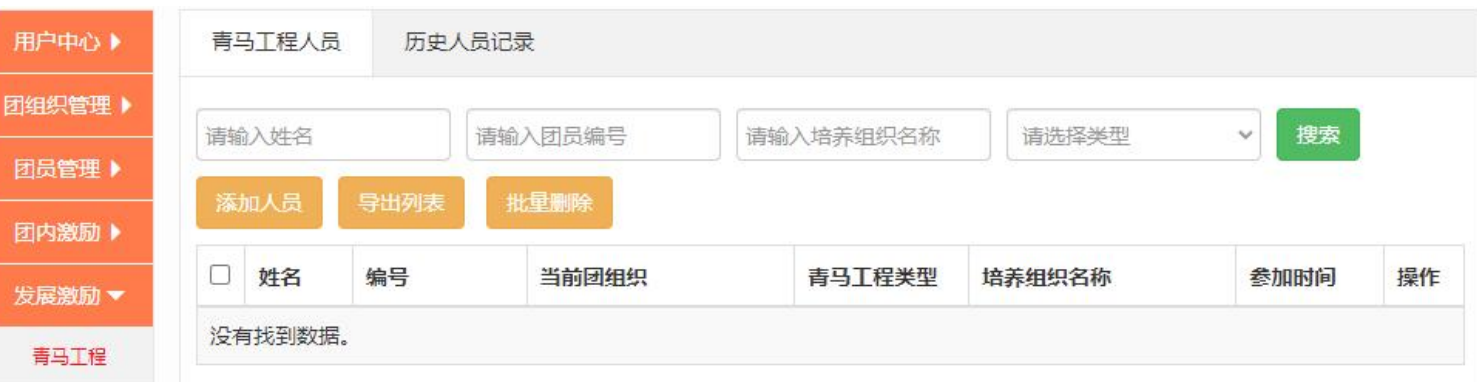 用户中心
团组织管理
团员管理
团内激励
发展激励
青马工程
青马工程人员 历史人员记录
请输入姓名 请输入团员编号 请输入培养组织名称 请选择类型 搜索
添加人员 导出列表 批量删除
姓名 编号 当前团组织 青马工程类型 培养组织名称 参加时间 操作
没有找到数据。